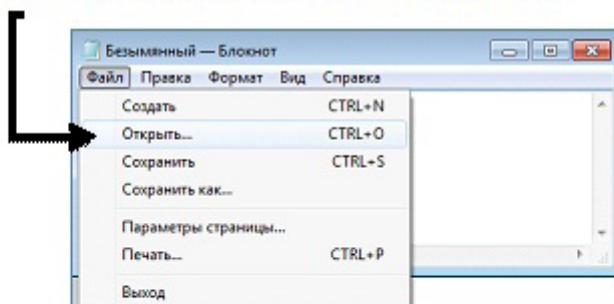 Безымянный — Блокнот
Файл Правка Формат Вид Справка
Создать CTRL+N
Открыть... CTRL+O
Сохранить CTRL+S
Сохранить как...
Параметры страницы...
Печать... CTRL+P
Выход